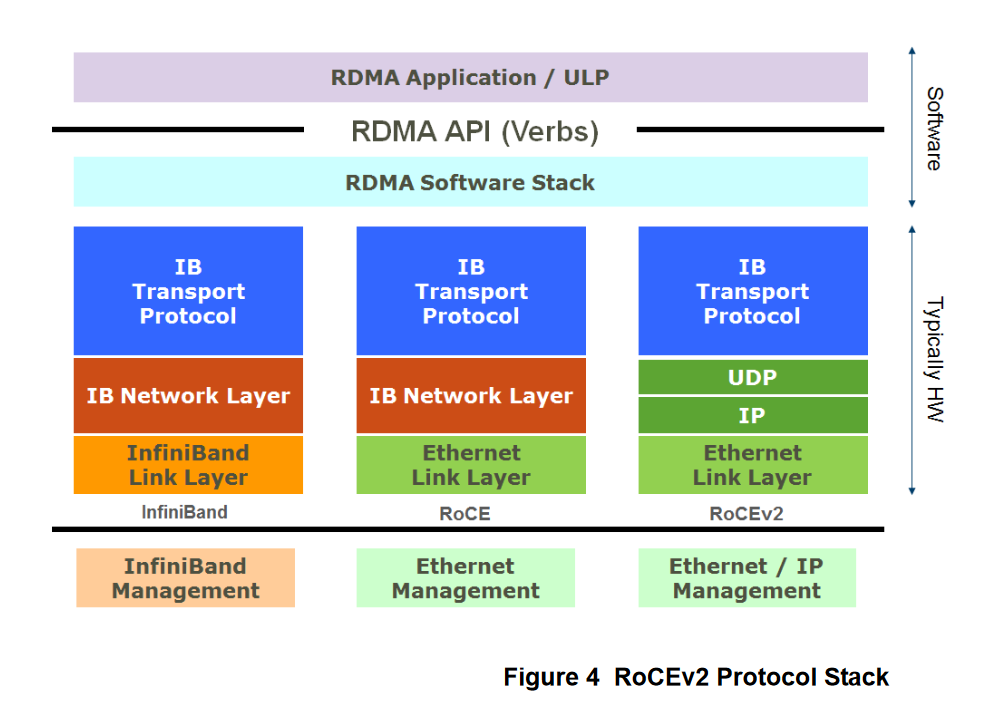 RDMA Application / ULP
RDMA API (Verbs)
RDMA Software Stack
Software
IB
Transport
Protocol
IB
Transport
Protocol
IB
Transport
Protocol
IB Network Layer
IB Network Layer
UDP
IP
InfiniBand
Link Layer
Ethernet
Link Layer
Ethernet
Link Layer
Typically HW
InfiniBand
RoCE
RoCEv2
InfiniBand
Management
Ethernet
Management
Ethernet / IP
Management
Figure 4 RoCEv2 Protocol Stack